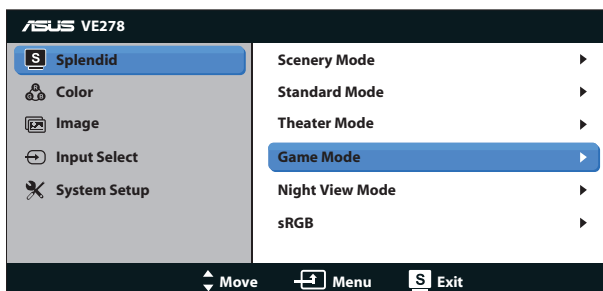 ASUS VE278
S Splendid
Color
Image
Input Select
System Setup
Scenery Mode
Standard Mode
Theater Mode
Game Mode
Night View Mode
sRGB
Move Menu S Exit